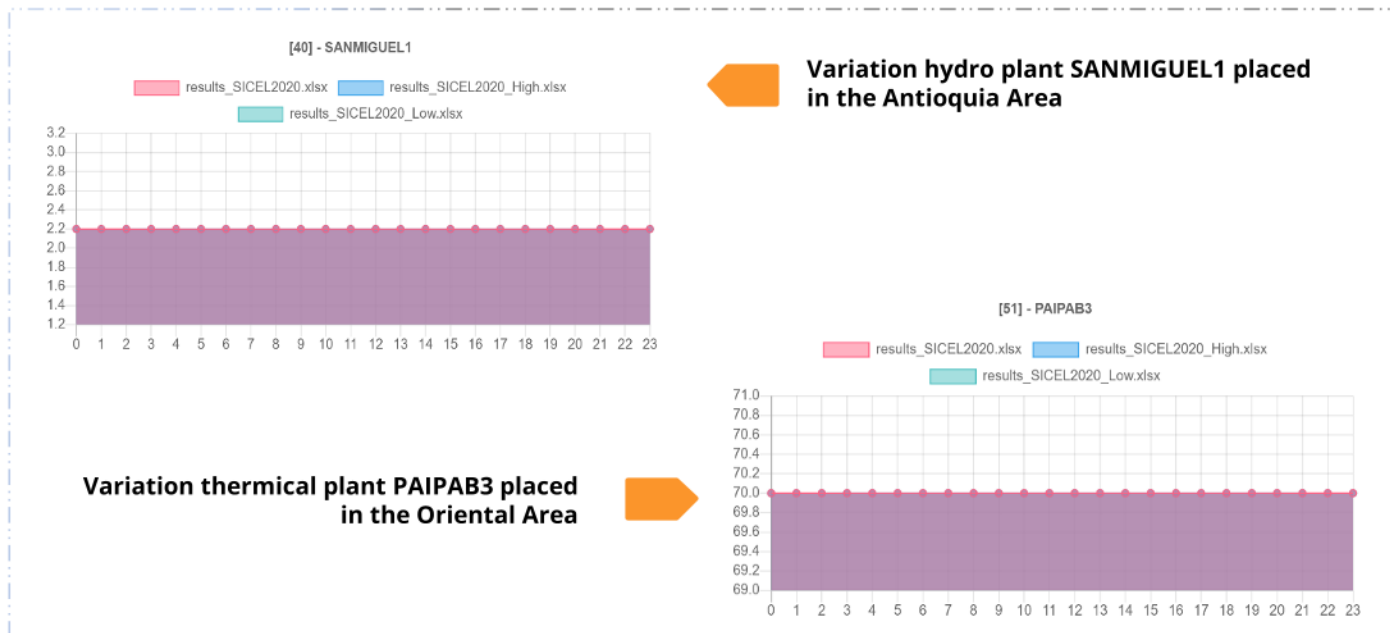 [40] - SANMIGUEL1
results_SICEL2020.xlsx results_SICEL2020_High.xlsx
results_SICEL2020_Low.xlsx
3.2
3.0
2.8
2.6
2.4
2.2
2.0
1.8
1.6
1.4
1.2
0 1 2 3 4 5 6 7 8 9 10 11 12 13 14 15 16 17 18 19 20 21 22 23
Variation hydro plant SANMIGUEL1 placed
in the Antioquia Area
Variation thermical plant PAIPAB3 placed
in the Oriental Area
[51] - PAIPAB3
results_SICEL2020.xlsx results_SICEL2020_High.xlsx
results_SICEL2020_Low.xlsx
71.0
70.8
70.6
70.4
70.2
70.0
69.8
69.6
69.4
69.2
69.0
0 1 2 3 4 5 6 7 8 9 10 11 12 13 14 15 16 17 18 19 20 21 22 23